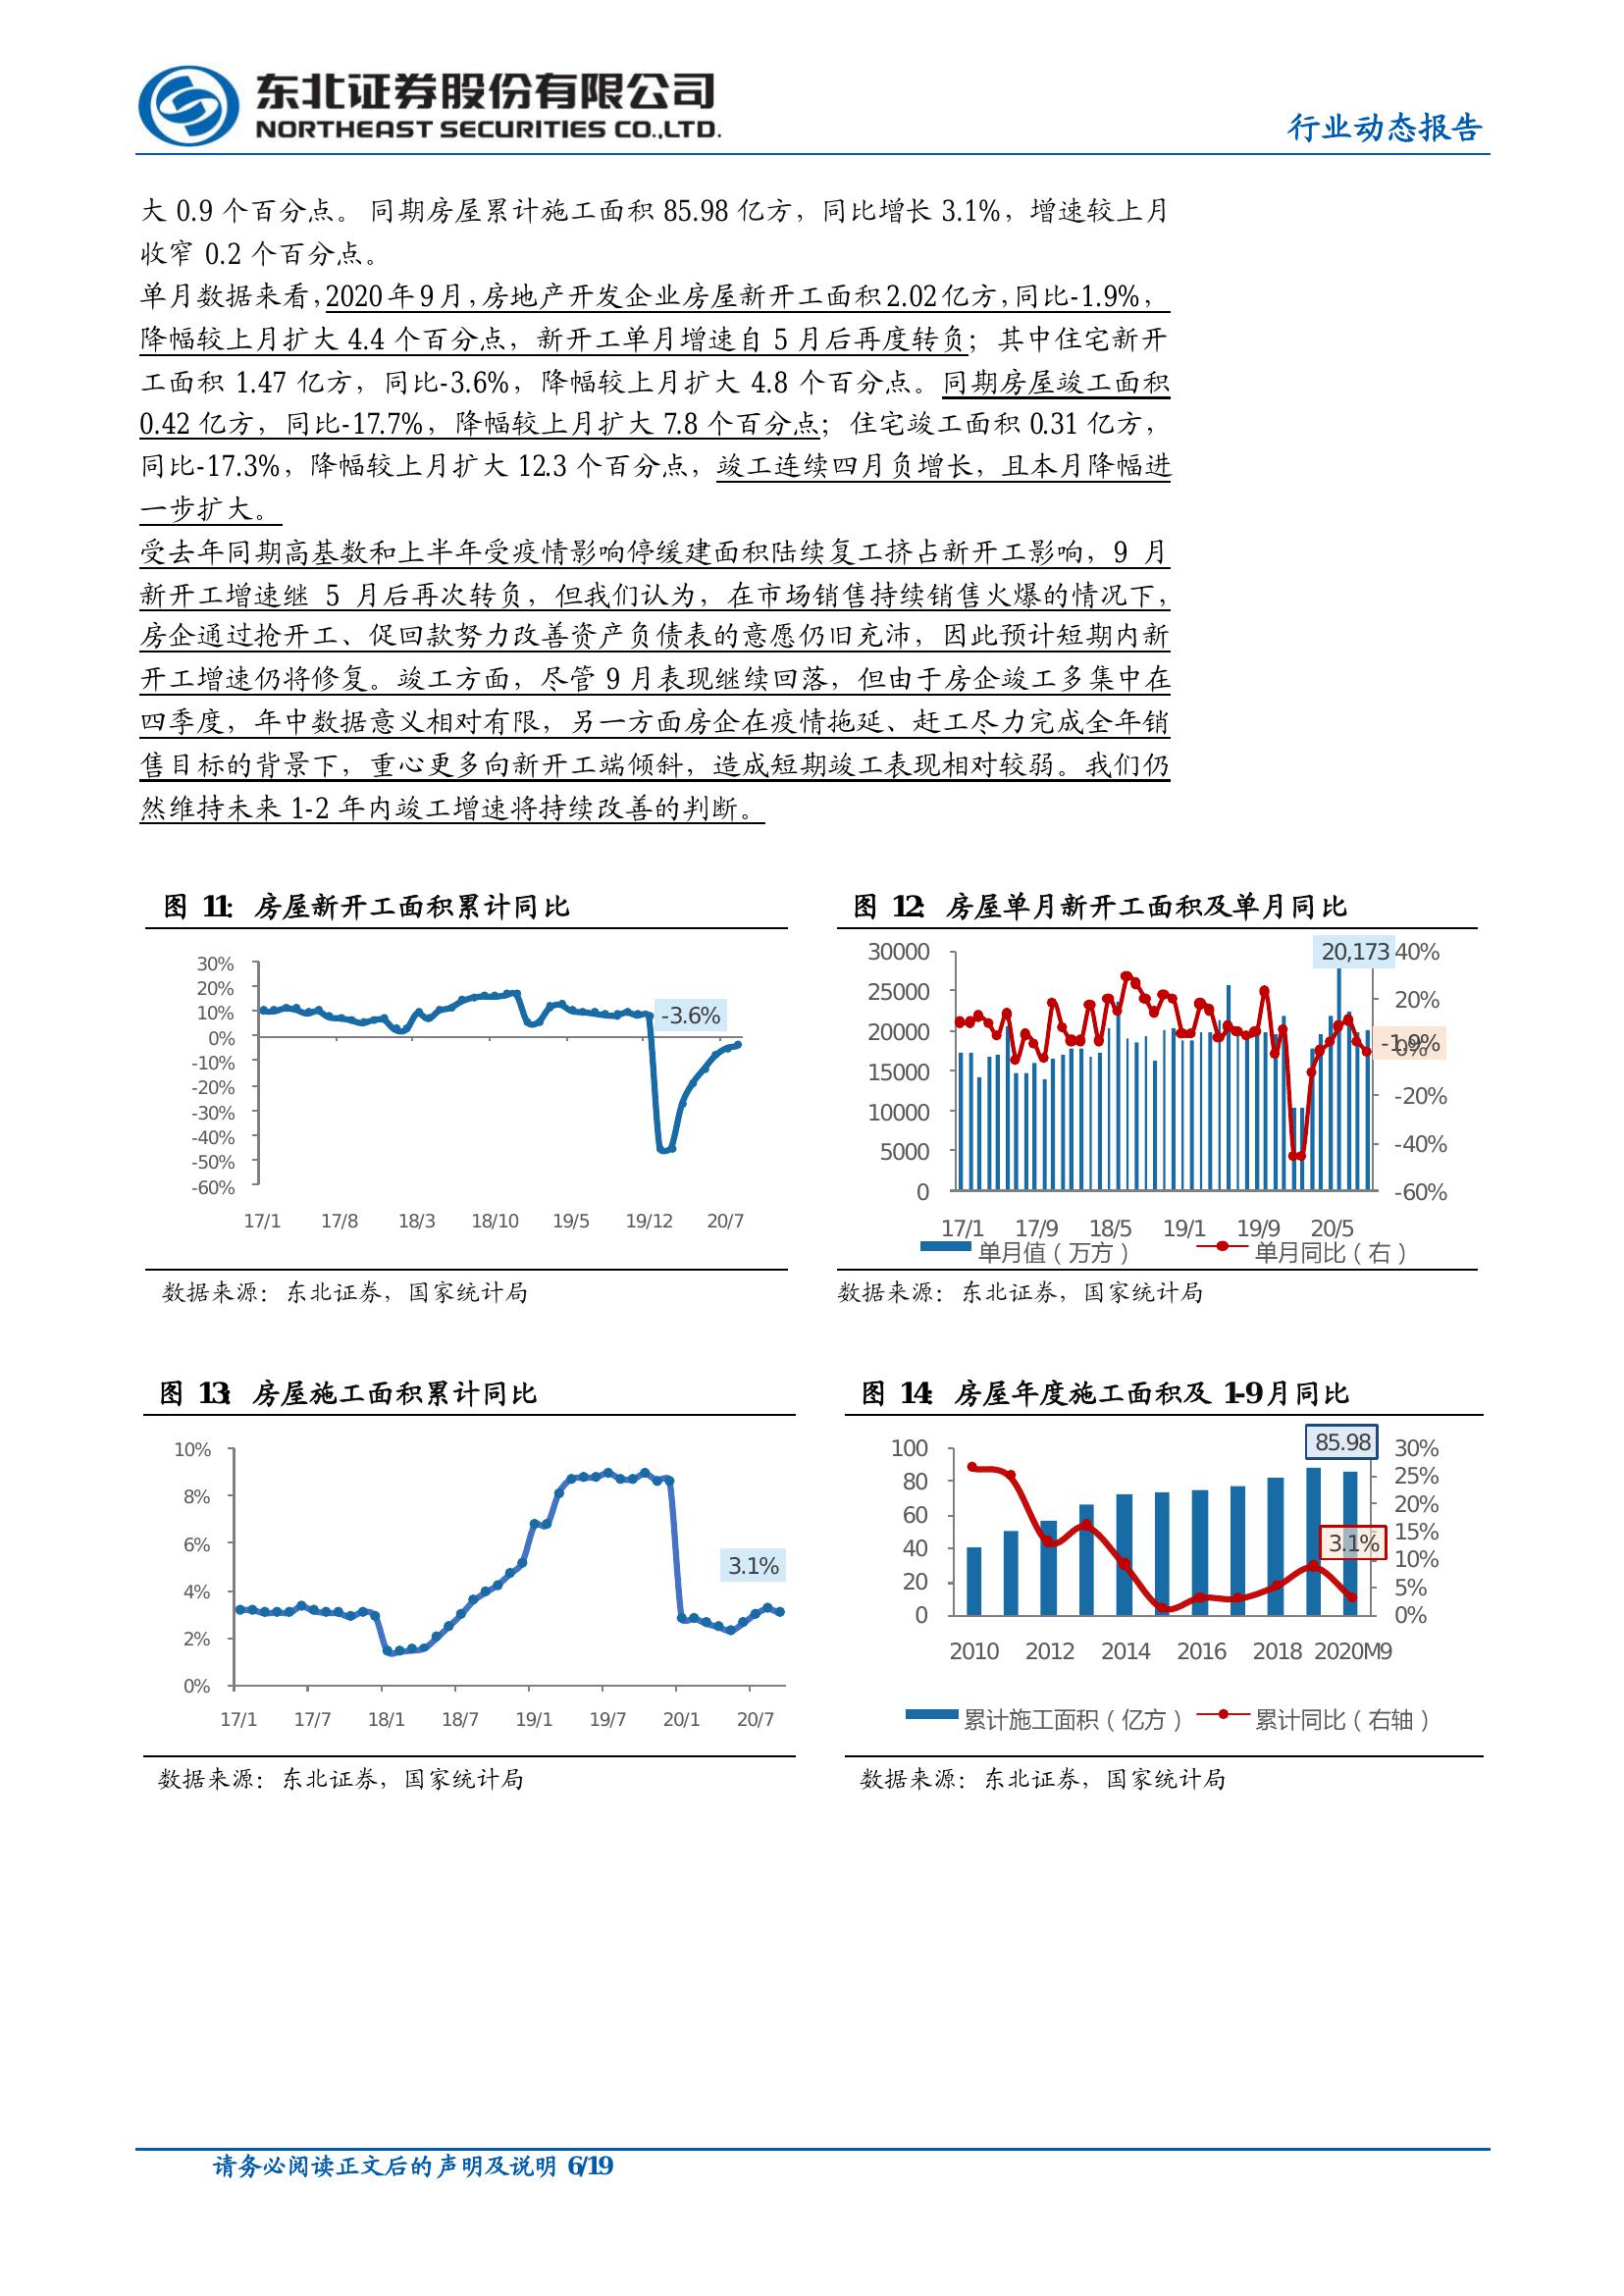 东北证券股份有限公司
NORTHEAST SECURITIES CO.,LTD.
行业动态报告
大 0.9 个百分点。 同期房屋累计施工面积 85.98 亿方，同比增长 3.1%，增速较上月
收窄 0.2 个百分点。
单月数据来看，2020 年 9 月，房地产开发企业房屋新开工面积 2.02 亿方，同比-1.9%，
降幅较上月扩大 4.4 个百分点，新开工单月增速自 5 月后再度转负；其中住宅新开
工面积 1.47 亿方，同比-3.6%，降幅较上月扩大 4.8 个百分点。同期房屋竣工面积
0.42 亿方，同比-17.7%，降幅较上月扩大 7.8 个百分点；住宅竣工面积 0.31 亿方，
同比-17.3%，降幅较上月扩大 12.3 个百分点，竣工连续四月负增长，且本月降幅进
一步扩大。
受去年同期高基数和上半年受疫情影响停缓建面积陆续复工挤占新开工影响，9 月
新开工增速继 5 月后再次转负，但我们认为，在市场销售持续销售火爆的情况下，
房企通过抢开工、促回款努力改善资产负债表的意愿仍旧充沛，因此预计短期内新
开工增速仍将修复。竣工方面，尽管 9 月表现继续回落，但由于房企竣工多集中在
四季度，年中数据意义相对有限，另一方面房企在疫情拖延、赶工尽力完成全年销
售目标的背景下，重心更多向新开工端倾斜，造成短期竣工表现相对较弱。我们仍
然维持未来 1-2 年内竣工增速将持续改善的判断。
图 11：房屋新开工面积累计同比
30%
20%
10%
0%
-10%
-20%
-30%
-40%
-50%
-60%
-3.6%
17/1 17/8 18/3 18/10 19/5 19/12 20/7
数据来源：东北证券，国家统计局
图 12：房屋单月新开工面积及单月同比
30000
25000
20000
15000
10000
5000
0
20,173
40%
20%
0%
-20%
-40%
-60%
-1.9%
17/1 17/9 18/5 19/1 19/9 20/5
单月值（万方） 单月同比（右）
数据来源：东北证券，国家统计局
图 13：房屋施工面积累计同比
10%
8%
6%
4%
2%
0%
3.1%
17/1 17/7 18/1 18/7 19/1 19/7 20/1 20/7
数据来源：东北证券，国家统计局
图 14：房屋年度施工面积及 1-9 月同比
100
80
60
40
20
0
85.98
3.1%
30%
25%
20%
15%
10%
5%
0%
2010 2012 2014 2016 2018 2020M9
累计施工面积（亿方） 累计同比（右轴）
数据来源：东北证券，国家统计局
请务必阅读正文后的声明及说明 6/19